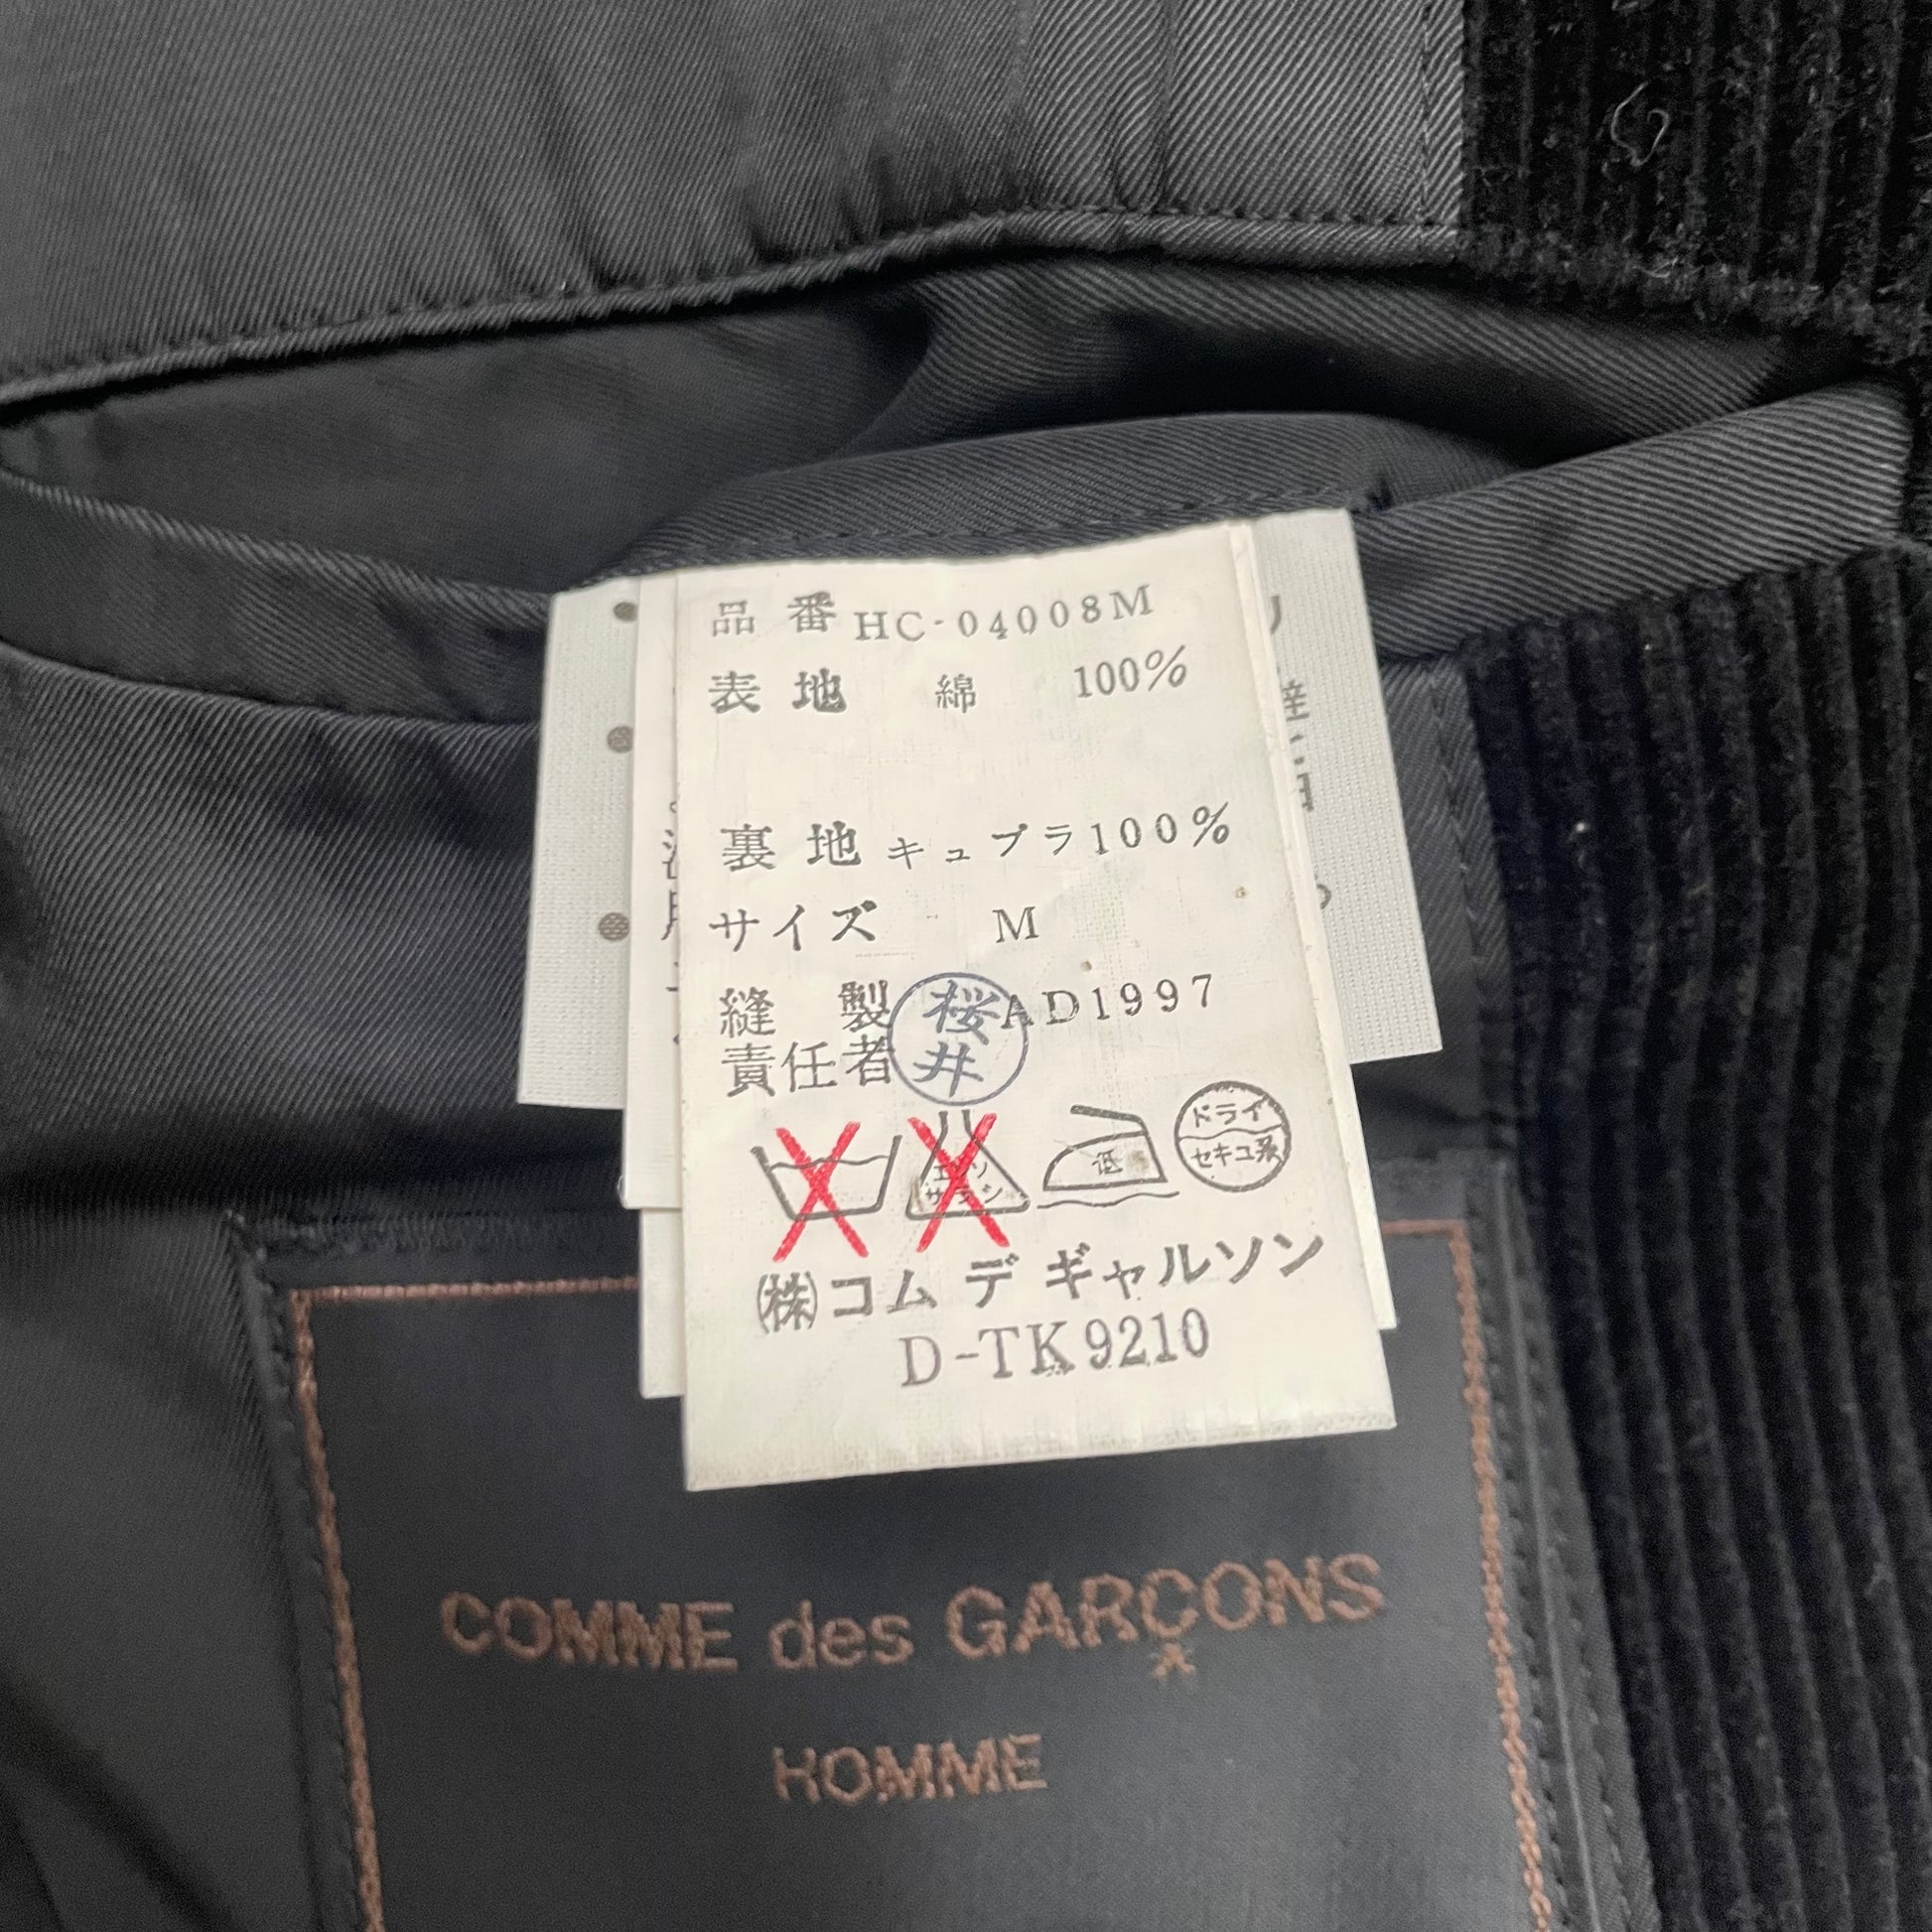 品番 HC-04008M
表地 綿 100%
裏地 キュプラ100%
サイズ M
縫製 AD1997
責任者
桜井
低
ドライ
セキユ系
㈱コム デ ギャルソン
D-TK9210
COMME des GARÇONS
HOMME